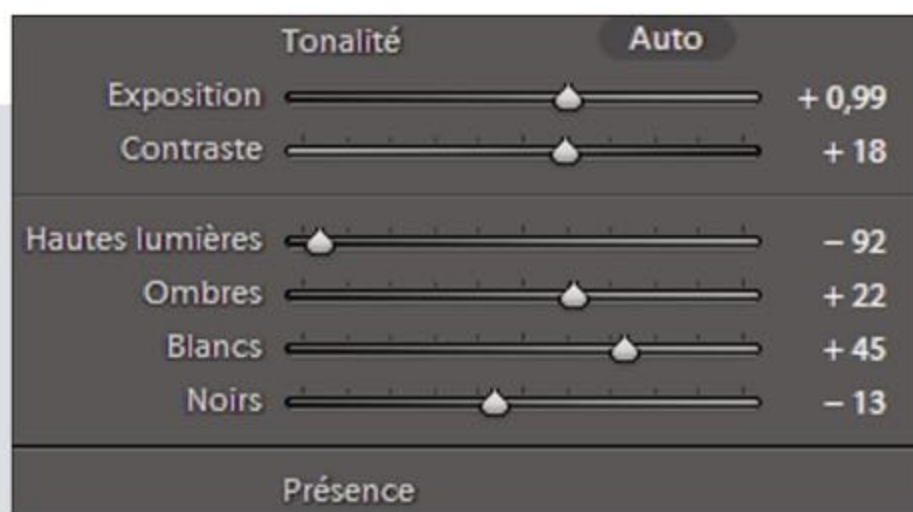 Tonalité Auto
Exposition + 0,99
Contraste + 18
Hautes lumières – 92
Ombres + 22
Blancs + 45
Noirs – 13
Présence